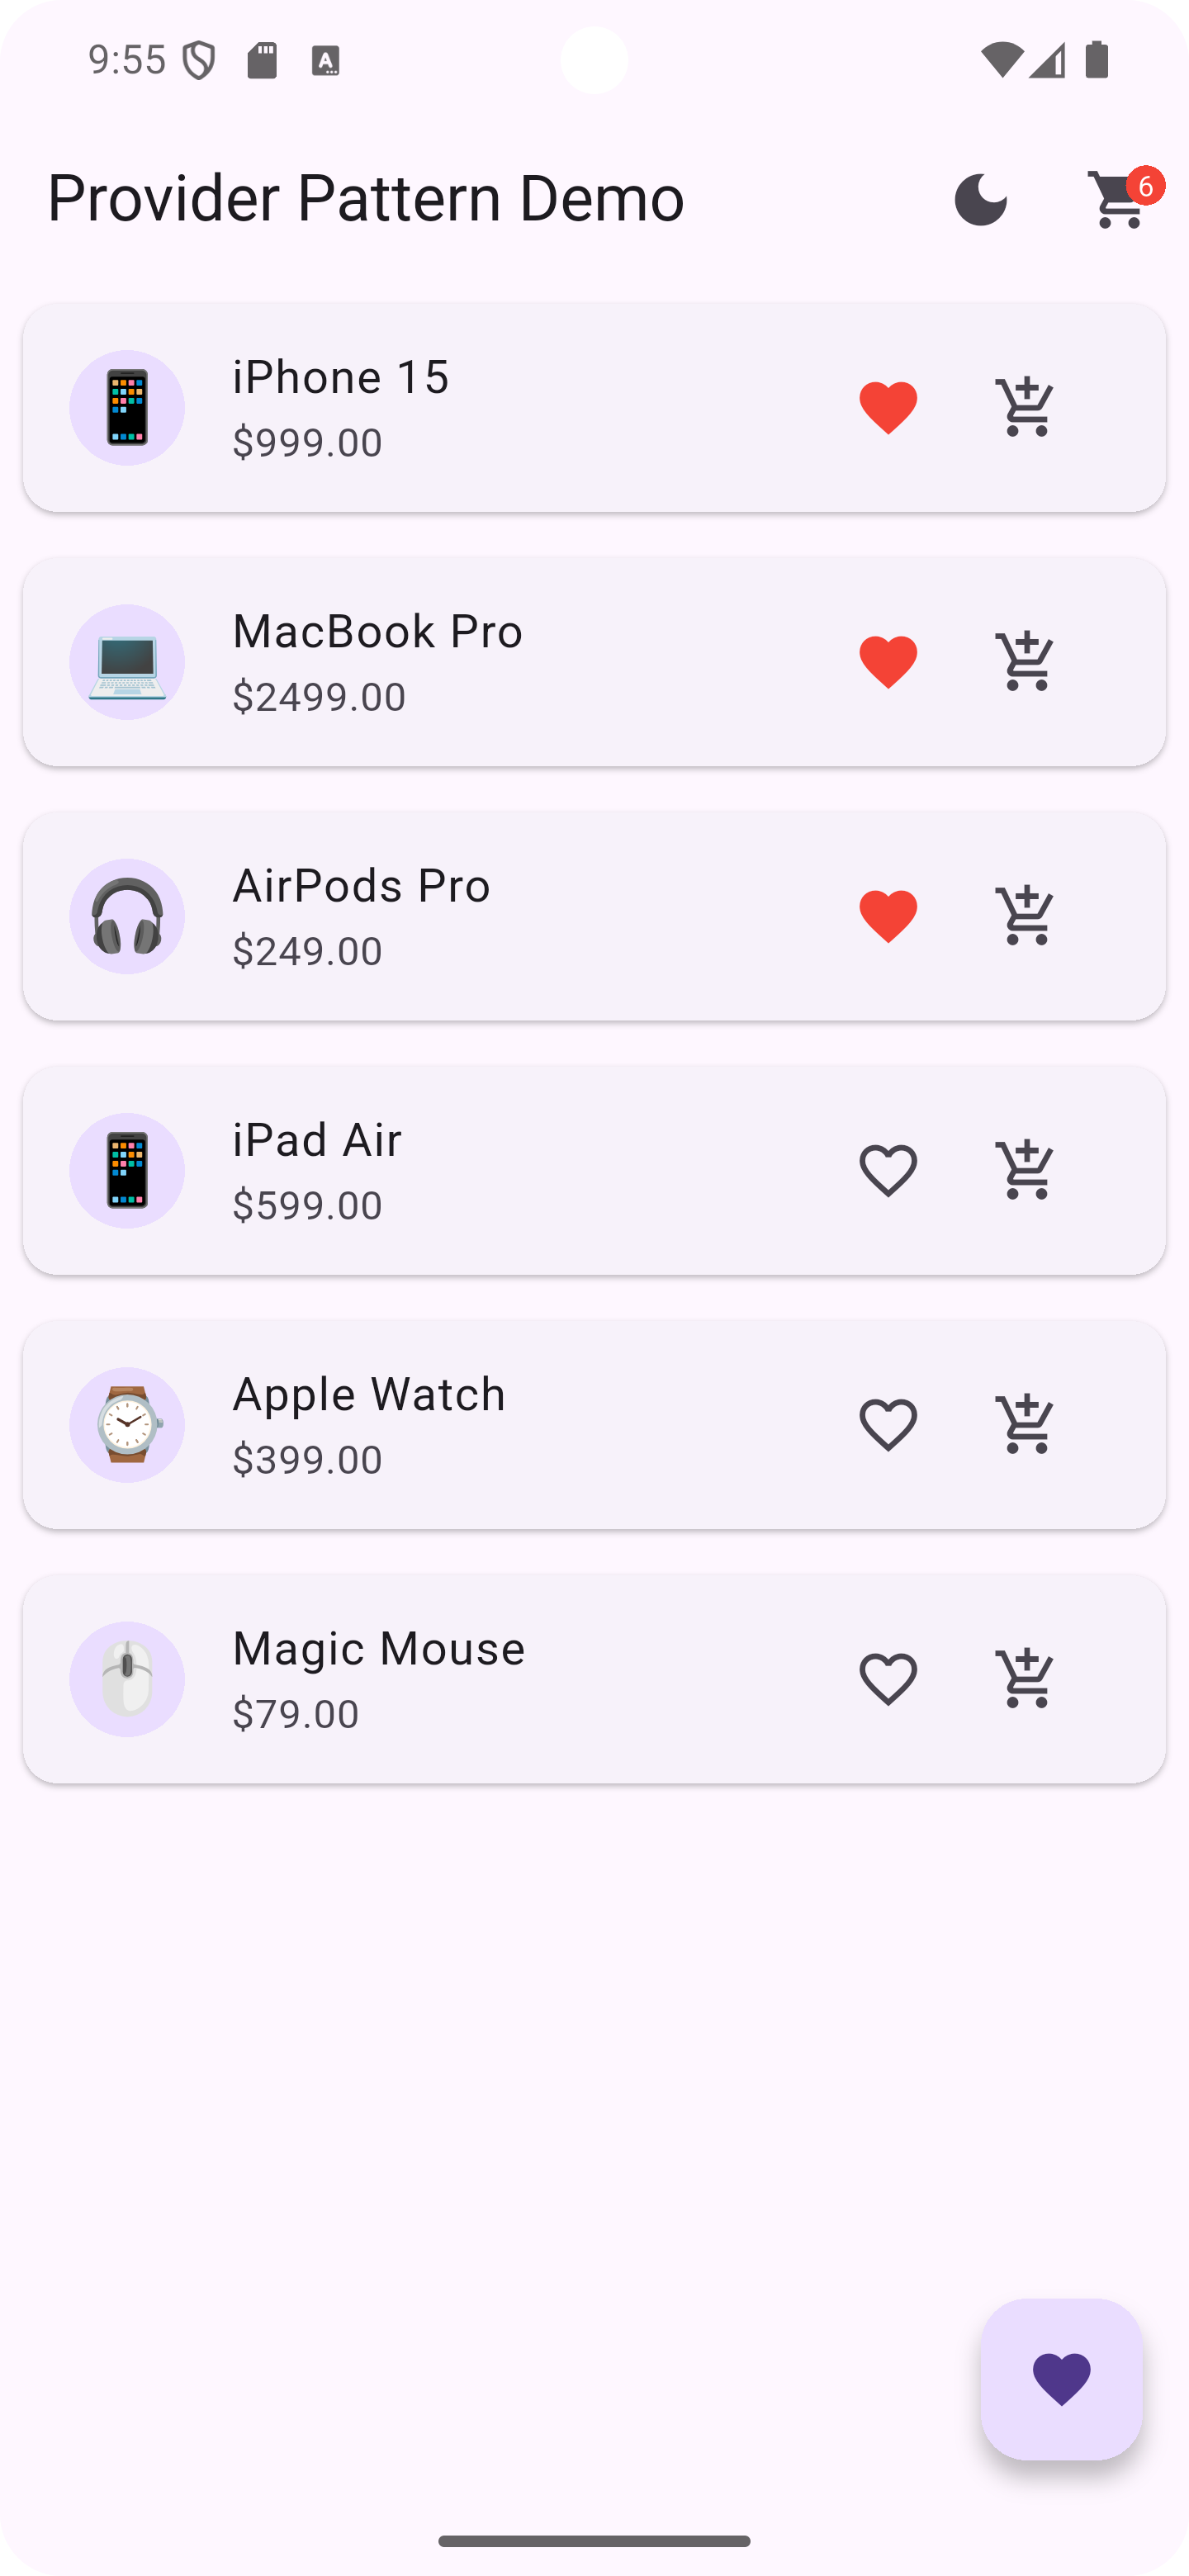 9:55
Provider Pattern Demo
6
iPhone 15
$999.00
MacBook Pro
$2499.00
AirPods Pro
$249.00
iPad Air
$599.00
Apple Watch
$399.00
Magic Mouse
$79.00